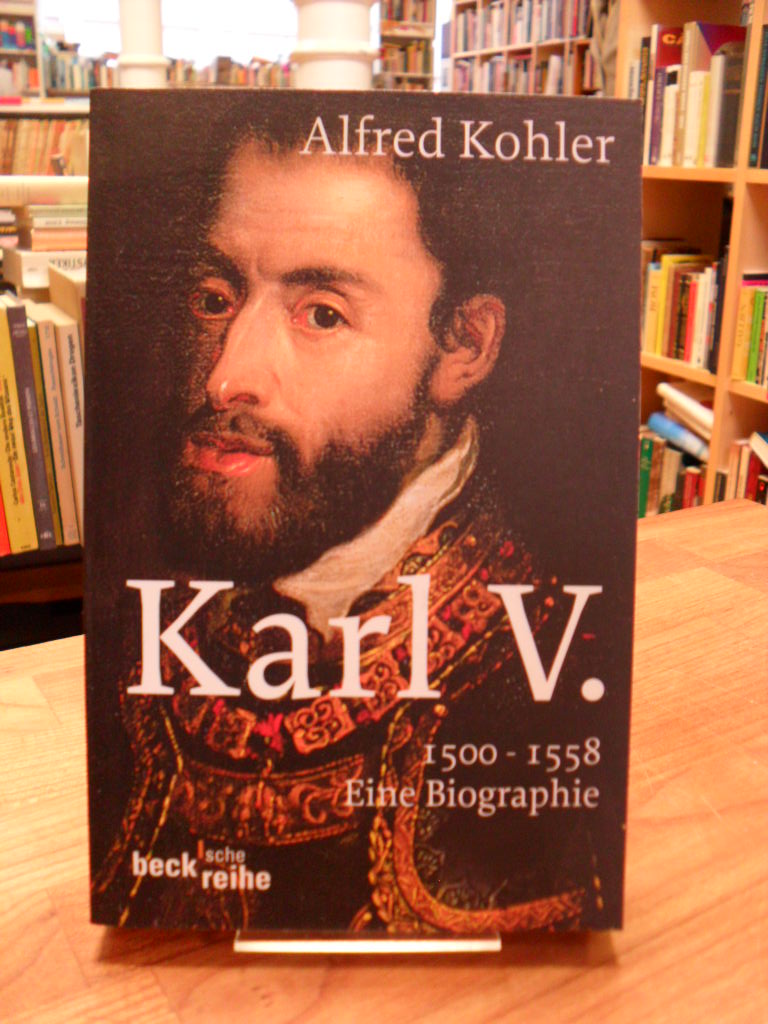 Alfred Kohler
Karl V.
1500 - 1558
Eine Biographie
beck'sche
reihe